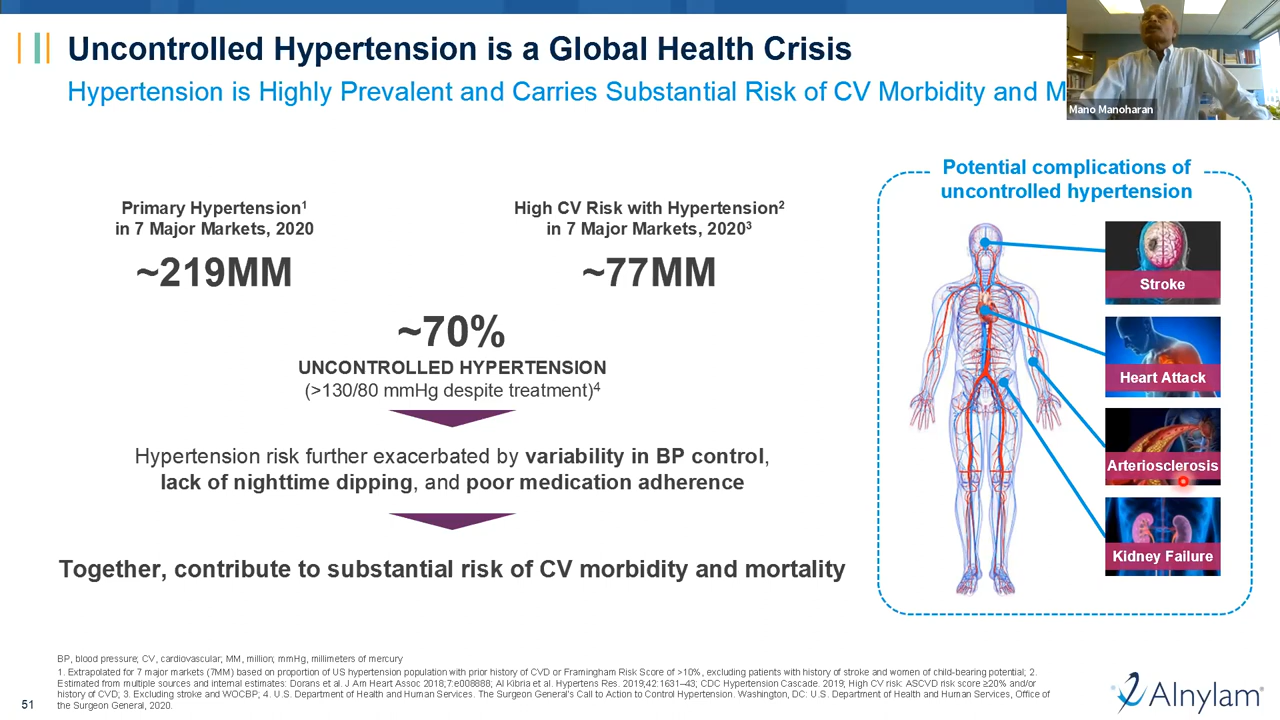 Uncontrolled Hypertension is a Global Health Crisis
Hypertension is Highly Prevalent and Carries Substantial Risk of CV Morbidity and M
Mano Manoharan
Primary Hypertension¹
in 7 Major Markets, 2020
~219MM
High CV Risk with Hypertension²
in 7 Major Markets, 2020³
~77MM
~70%
UNCONTROLLED HYPERTENSION
(>130/80 mmHg despite treatment)⁴
Hypertension risk further exacerbated by variability in BP control,
lack of nighttime dipping, and poor medication adherence
Together, contribute to substantial risk of CV morbidity and mortality
Potential complications of
uncontrolled hypertension
Stroke
Heart Attack
Arteriosclerosis
Kidney Failure
BP, blood pressure; CV, cardiovascular; MM, million; mmHg, millimeters of mercury
1. Extrapolated for 7 major markets (7MM) based on proportion of US hypertension population with prior history of CVD or Framingham Risk Score of >10%, excluding patients with history of stroke and women of child-bearing potential; 2.
Estimated from multiple sources and internal estimates: Dorans et al. J Am Heart Assoc 2018;7:e008888; Al Kibria et al. Hypertens Res. 2019;42:1631–43; CDC Hypertension Cascade. 2019; High CV risk: ASCVD risk score ≥20% and/or
history of CVD; 3. Excluding stroke and WOCBP; 4. U.S. Department of Health and Human Services. The Surgeon General's Call to Action to Control Hypertension. Washington, DC: U.S. Department of Health and Human Services, Office of
the Surgeon General, 2020.
51
Alnylam®